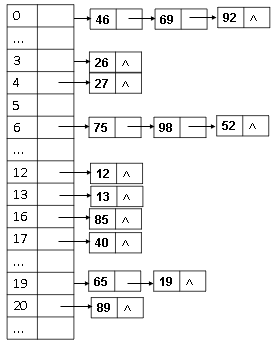 0 46 69 92 ^
...
3 26 ^
4 27 ^
5
6 75 98 52 ^
...
12 12 ^
13 13 ^
16 85 ^
17 40 ^
...
19 65 19 ^
20 89 ^
...